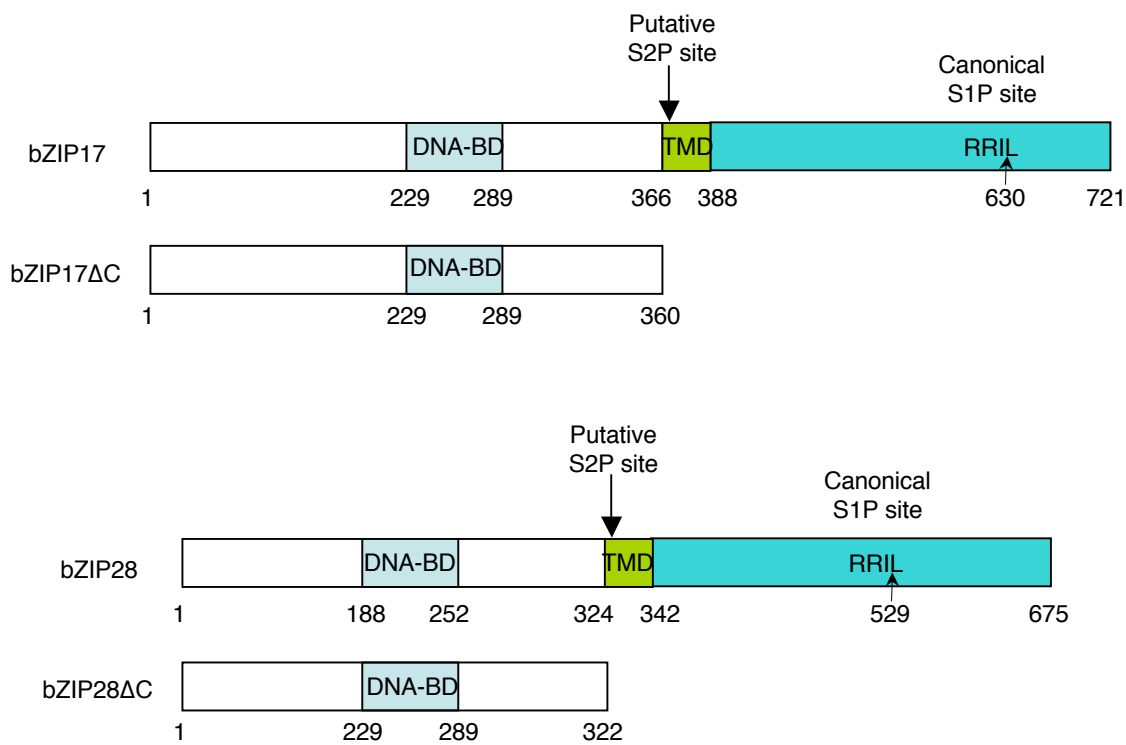 Putative
S2P site
Canonical
S1P site
bZIP17
DNA-BD
TMD
RRIL
1
229
289
366
388
630
721
bZIP17ΔC
DNA-BD
1
229
289
360
Putative
S2P site
Canonical
S1P site
bZIP28
DNA-BD
TMD
RRIL
1
188
252
324
342
529
675
bZIP28ΔC
DNA-BD
1
229
289
322